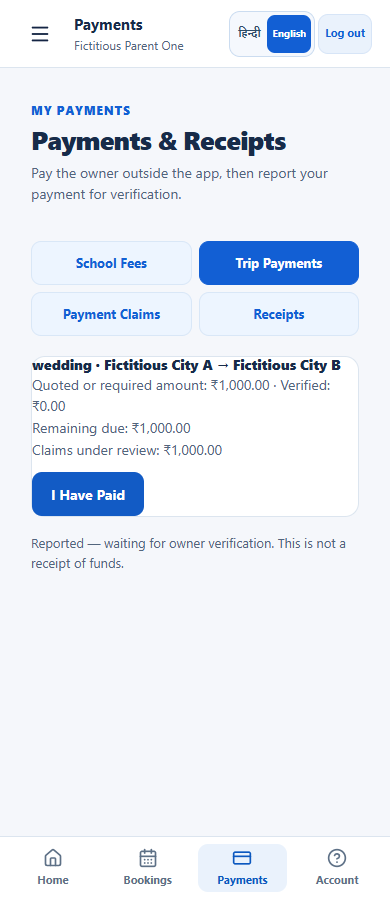 Payments
Fictitious Parent One
हिन्दी
English
Log out
MY PAYMENTS
Payments & Receipts
Pay the owner outside the app, then report your
payment for verification.
School Fees
Trip Payments
Payment Claims
Receipts
wedding · Fictitious City A → Fictitious City B
Quoted or required amount: ₹1,000.00 · Verified:
₹0.00
Remaining due: ₹1,000.00
Claims under review: ₹1,000.00
I Have Paid
Reported — waiting for owner verification. This is not a
receipt of funds.
Home
Bookings
Payments
Account